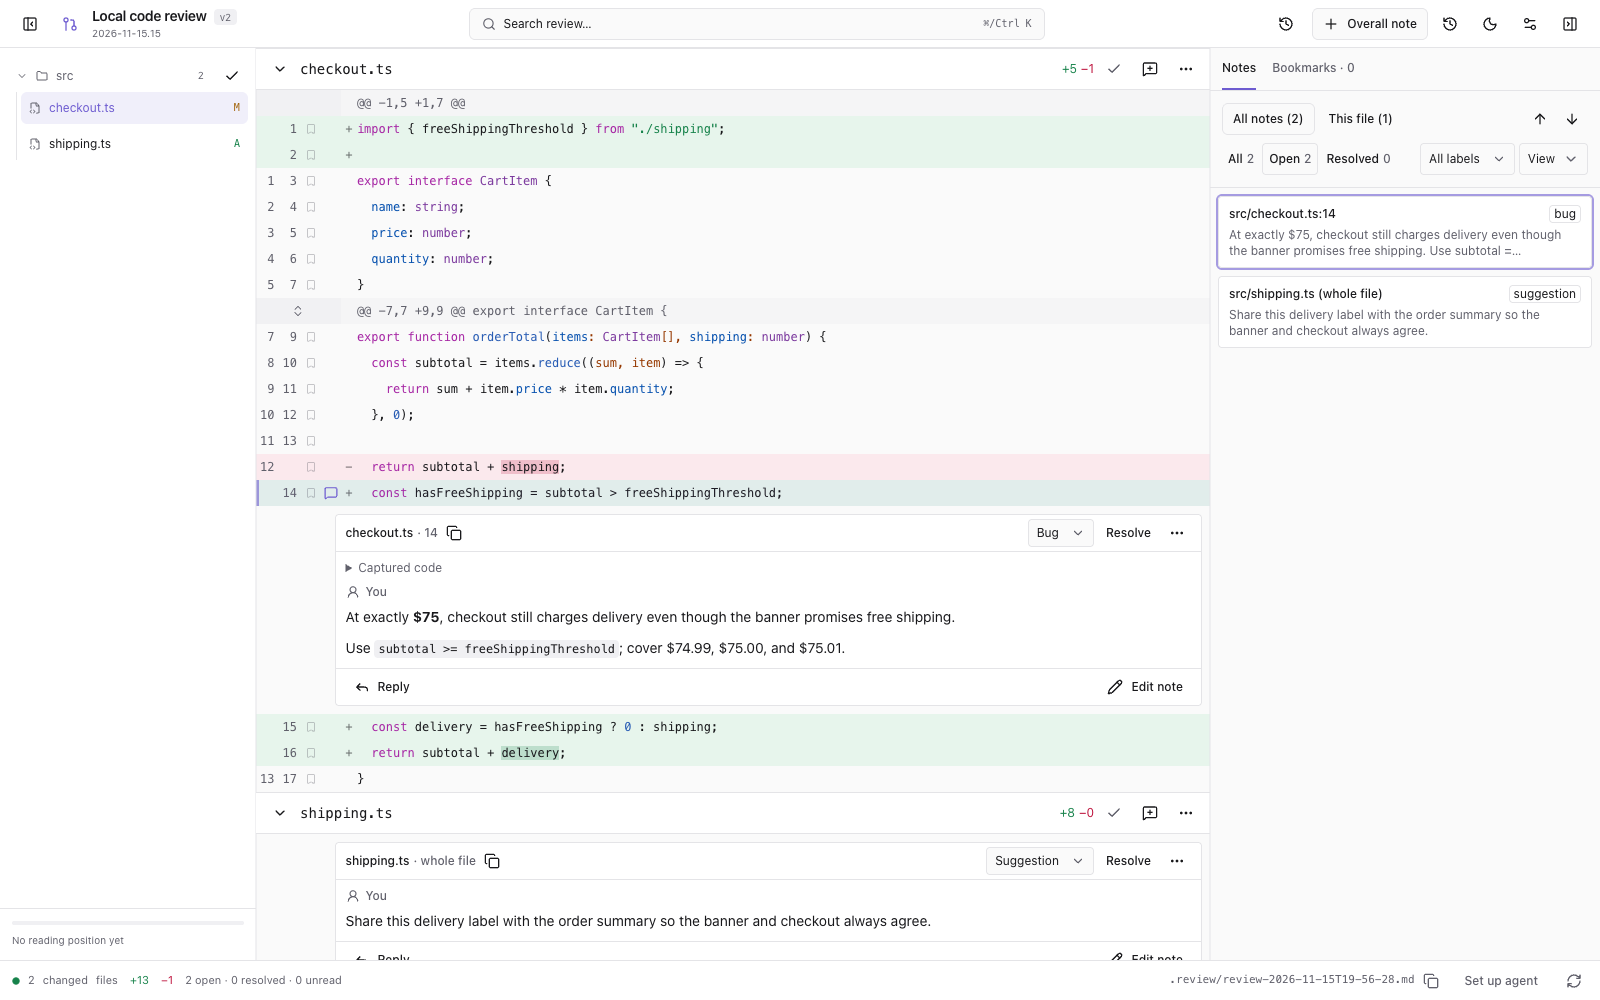 Local code review v2
2026-11-15.15
Search review... ⌘/Ctrl K
Overall note
src 2
checkout.ts M
shipping.ts A
No reading position yet
checkout.ts +5 −1
@@ −1,5 +1,7 @@
1 + import { freeShippingThreshold } from "./shipping";
2 +
1 3 export interface CartItem {
2 4 name: string;
3 5 price: number;
4 6 quantity: number;
5 7 }
@@ −7,7 +9,9 @@ export interface CartItem {
7 9 export function orderTotal(items: CartItem[], shipping: number) {
8 10 const subtotal = items.reduce((sum, item) => {
9 11 return sum + item.price * item.quantity;
10 12 }, 0);
11 13
12 − return subtotal + shipping;
14 + const hasFreeShipping = subtotal > freeShippingThreshold;
checkout.ts · 14 Bug Resolve
Captured code
You
At exactly $75, checkout still charges delivery even though the banner promises free shipping.
Use subtotal >= freeShippingThreshold; cover $74.99, $75.00, and $75.01.
Reply Edit note
15 + const delivery = hasFreeShipping ? 0 : shipping;
16 + return subtotal + delivery;
13 17 }
shipping.ts +8 −0
shipping.ts · whole file Suggestion Resolve
You
Share this delivery label with the order summary so the banner and checkout always agree.
Reply Edit note
Notes Bookmarks · 0
All notes (2) This file (1)
All 2 Open 2 Resolved 0 All labels View
src/checkout.ts:14 bug
At exactly $75, checkout still charges delivery even though
the banner promises free shipping. Use subtotal =...
src/shipping.ts (whole file) suggestion
Share this delivery label with the order summary so the
banner and checkout always agree.
2 changed files +13 −1 2 open · 0 resolved · 0 unread
.review/review-2026-11-15T19-56-28.md Set up agent